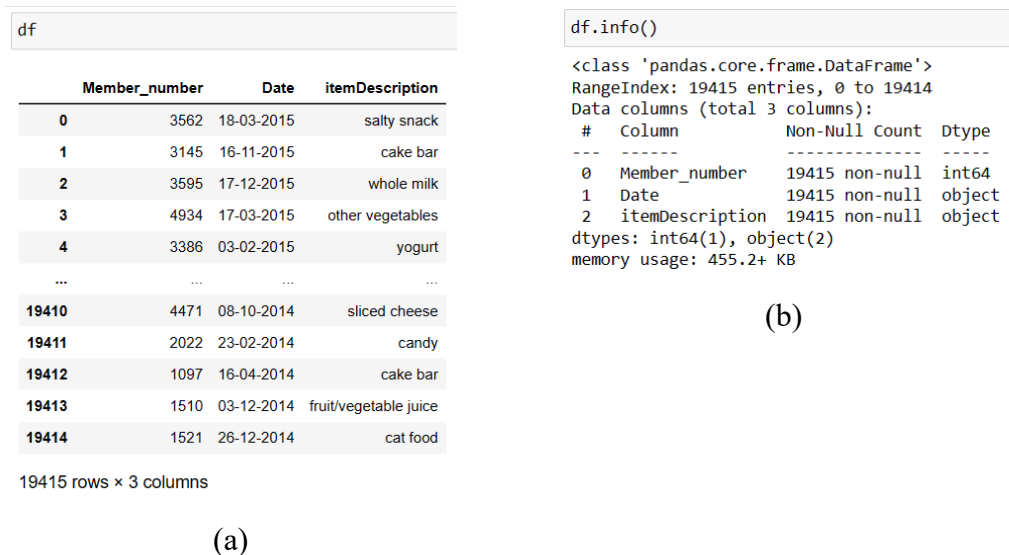 df
Member_number Date itemDescription
0 3562 18-03-2015 salty snack
1 3145 16-11-2015 cake bar
2 3595 17-12-2015 whole milk
3 4934 17-03-2015 other vegetables
4 3386 03-02-2015 yogurt
... ... ... ...
19410 4471 08-10-2014 sliced cheese
19411 2022 23-02-2014 candy
19412 1097 16-04-2014 cake bar
19413 1510 03-12-2014 fruit/vegetable juice
19414 1521 26-12-2014 cat food
19415 rows × 3 columns
(a)
df.info()
<class 'pandas.core.frame.DataFrame'>
RangeIndex: 19415 entries, 0 to 19414
Data columns (total 3 columns):
# Column Non-Null Count Dtype
--- ------ -------------- -----
0 Member_number 19415 non-null int64
1 Date 19415 non-null object
2 itemDescription 19415 non-null object
dtypes: int64(1), object(2)
memory usage: 455.2+ KB
(b)